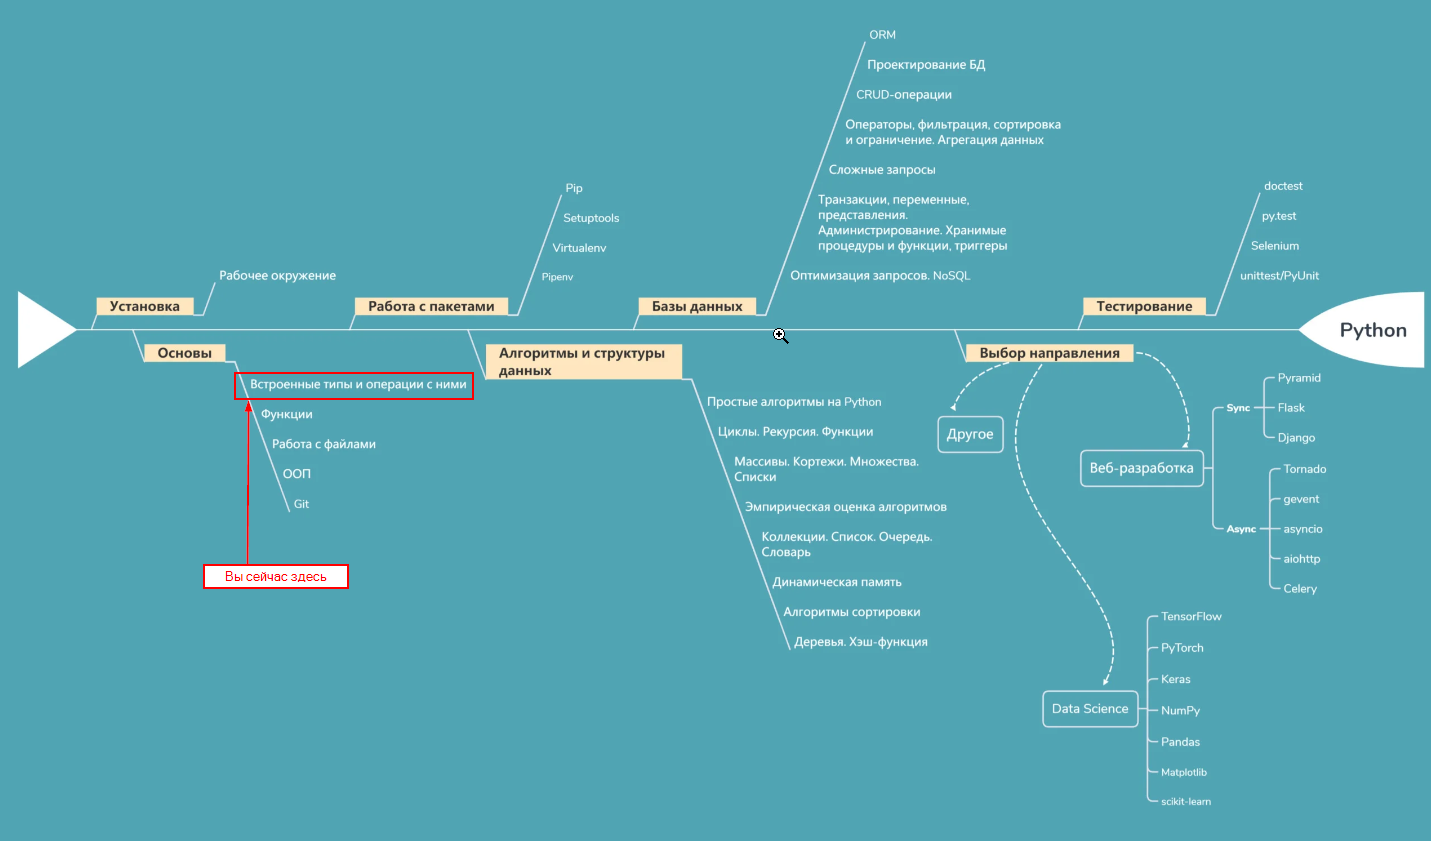 ORM
Проектирование БД
CRUD-операции
Операторы, фильтрация, сортировка
и ограничение. Агрегация данных
Сложные запросы
Транзакции, переменные,
представления.
Администрирование. Хранимые
процедуры и функции, триггеры
Оптимизация запросов. NoSQL
Pip
Setuptools
Virtualenv
Pipenv
doctest
py.test
Selenium
unittest/PyUnit
Рабочее окружение
Установка
Работа с пакетами
Базы данных
Тестирование
Python
Основы
Встроенные типы и операции с ними
Функции
Работа с файлами
ООП
Git
Вы сейчас здесь
Алгоритмы и структуры
данных
Простые алгоритмы на Python
Циклы. Рекурсия. Функции
Массивы. Кортежи. Множества.
Списки
Эмпирическая оценка алгоритмов
Коллекции. Список. Очередь.
Словарь
Динамическая память
Алгоритмы сортировки
Деревья. Хэш-функция
Выбор направления
Другое
Веб-разработка
Sync
Pyramid
Flask
Django
Async
Tornado
gevent
asyncio
aiohttp
Celery
Data Science
TensorFlow
PyTorch
Keras
NumPy
Pandas
Matplotlib
scikit-learn